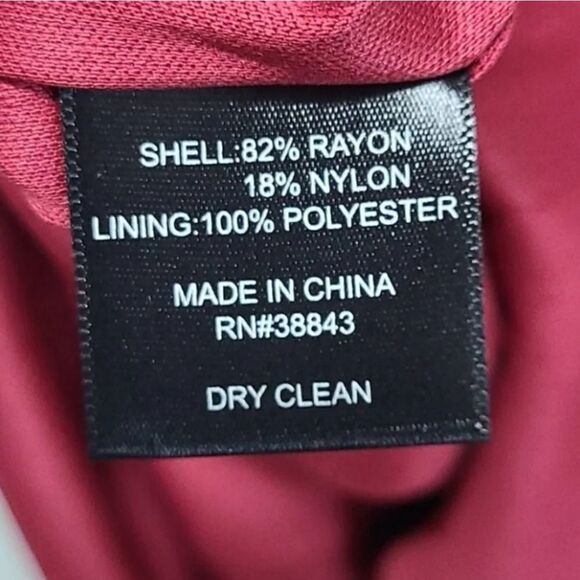 SHELL:82% RAYON
18% NYLON
LINING:100% POLYESTER
MADE IN CHINA
RN#38843
DRY CLEAN